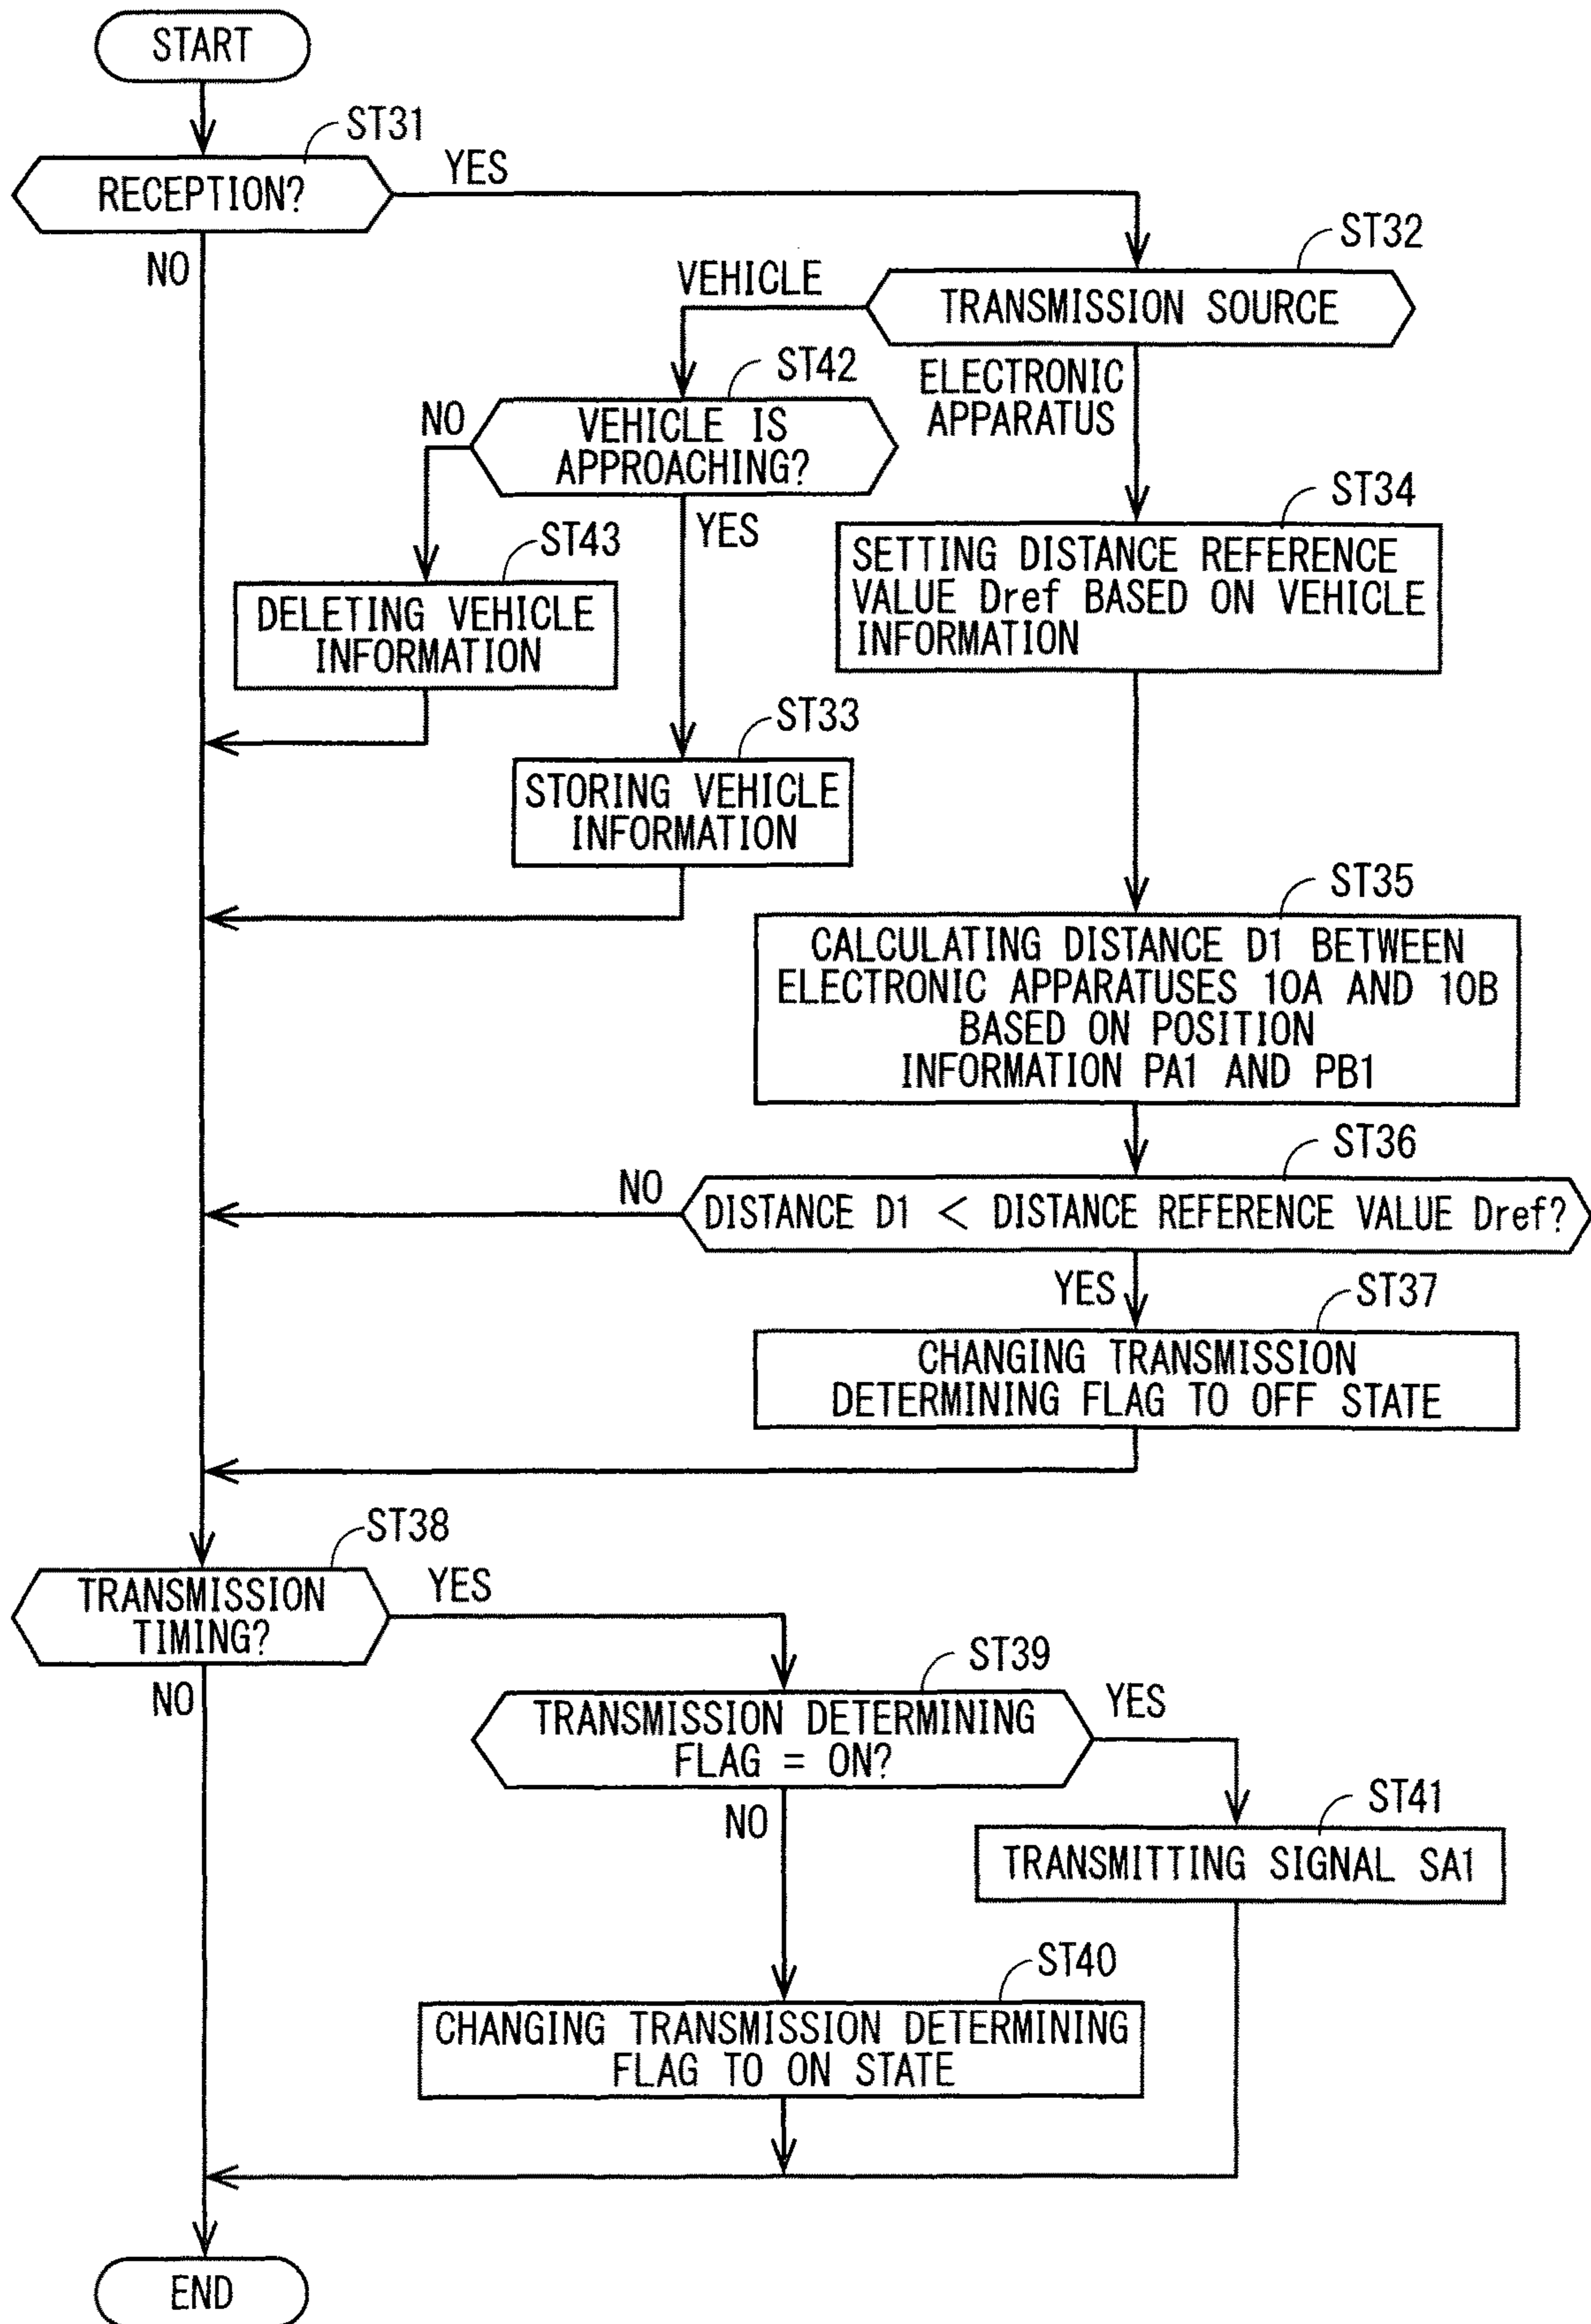 START
ST31
RECEPTION?
YES
NO
ST32
TRANSMISSION SOURCE
VEHICLE
ELECTRONIC
APPARATUS
ST42
VEHICLE IS
APPROACHING?
NO
YES
ST43
DELETING VEHICLE
INFORMATION
ST34
SETTING DISTANCE REFERENCE
VALUE Dref BASED ON VEHICLE
INFORMATION
ST33
STORING VEHICLE
INFORMATION
ST35
CALCULATING DISTANCE D1 BETWEEN
ELECTRONIC APPARATUSES 10A AND 10B
BASED ON POSITION
INFORMATION PA1 AND PB1
ST36
NO
DISTANCE D1 < DISTANCE REFERENCE VALUE Dref?
YES
ST37
CHANGING TRANSMISSION
DETERMINING FLAG TO OFF STATE
ST38
TRANSMISSION
TIMING?
YES
NO
ST39
TRANSMISSION DETERMINING
FLAG = ON?
YES
NO
ST41
TRANSMITTING SIGNAL SA1
ST40
CHANGING TRANSMISSION DETERMINING
FLAG TO ON STATE
END